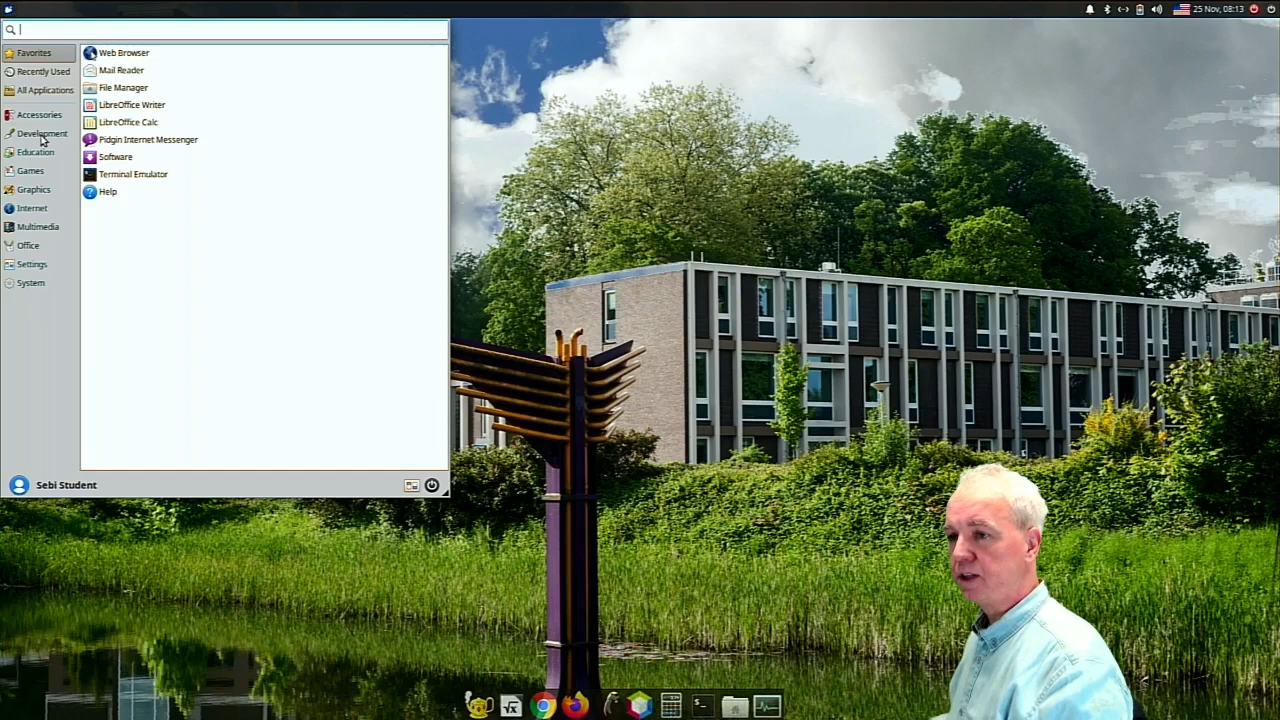 25 Nov, 08:13
Favorites
Recently Used
All Applications
Accessories
Development
Education
Games
Graphics
Internet
Multimedia
Office
Settings
System
Web Browser
Mail Reader
File Manager
LibreOffice Writer
LibreOffice Calc
Pidgin Internet Messenger
Software
Terminal Emulator
Help
Sebi Student